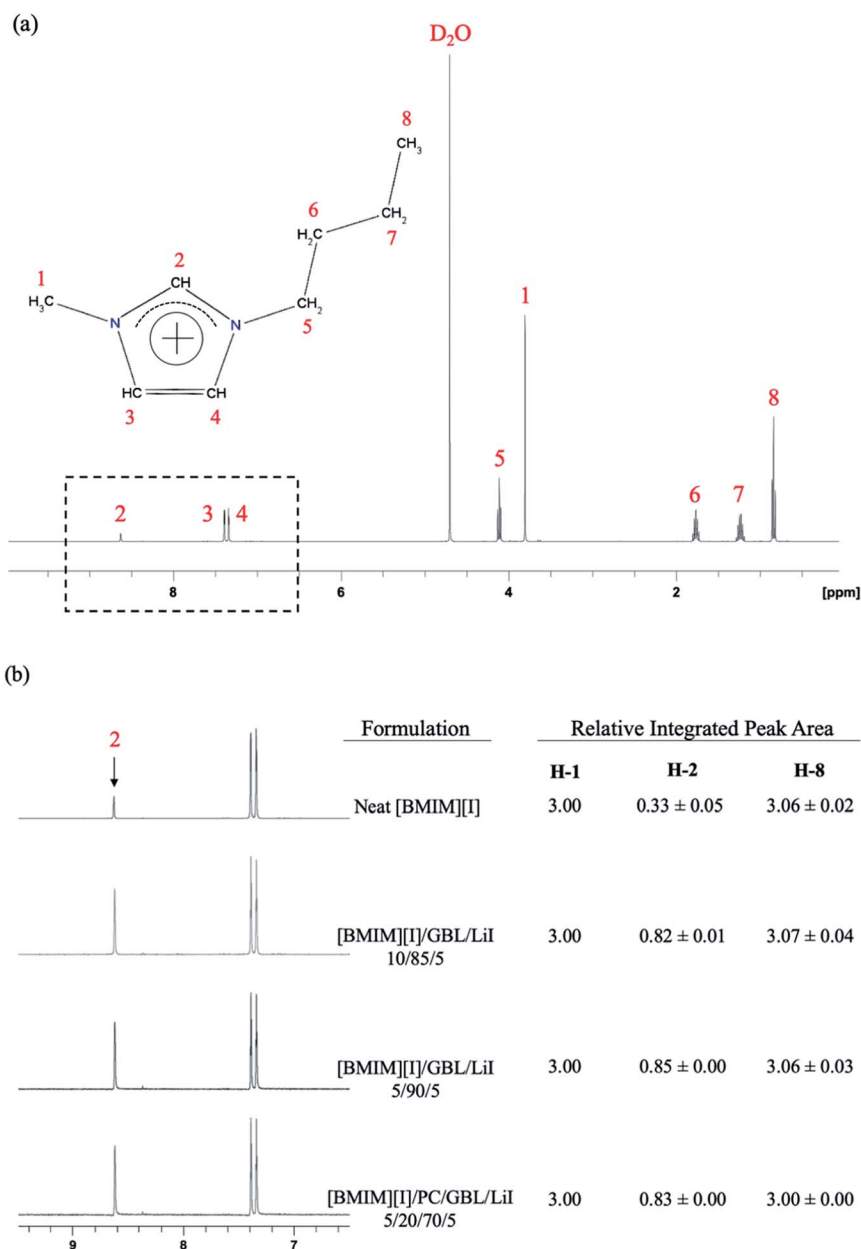 (a)
D₂O
8
CH₃
6
H₂C
CH₂
7
2
CH
1
H₃C
N
N
CH₂
5
HC
CH
3
4
1
8
5
6
7
2
3
4
8
6
4
2
[ppm]
(b)
Formulation
Relative Integrated Peak Area
2
H-1
H-2
H-8
Neat [BMIM][I]
3.00
0.33 ± 0.05
3.06 ± 0.02
[BMIM][I]/GBL/LiI
10/85/5
3.00
0.82 ± 0.01
3.07 ± 0.04
[BMIM][I]/GBL/LiI
5/90/5
3.00
0.85 ± 0.00
3.06 ± 0.03
[BMIM][I]/PC/GBL/LiI
5/20/70/5
3.00
0.83 ± 0.00
3.00 ± 0.00
9
8
7